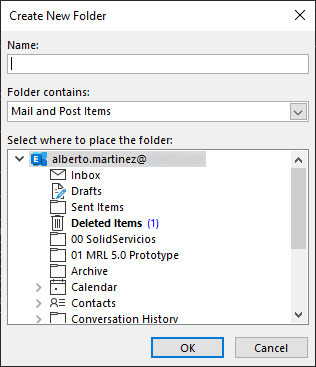 Create New Folder
Name:
Folder contains:
Mail and Post Items
Select where to place the folder:
alberto.martinez@
Inbox
Drafts
Sent Items
Deleted Items (1)
00 SolidServicios
01 MRL 5.0 Prototype
Archive
Calendar
Contacts
Conversation History
OK
Cancel